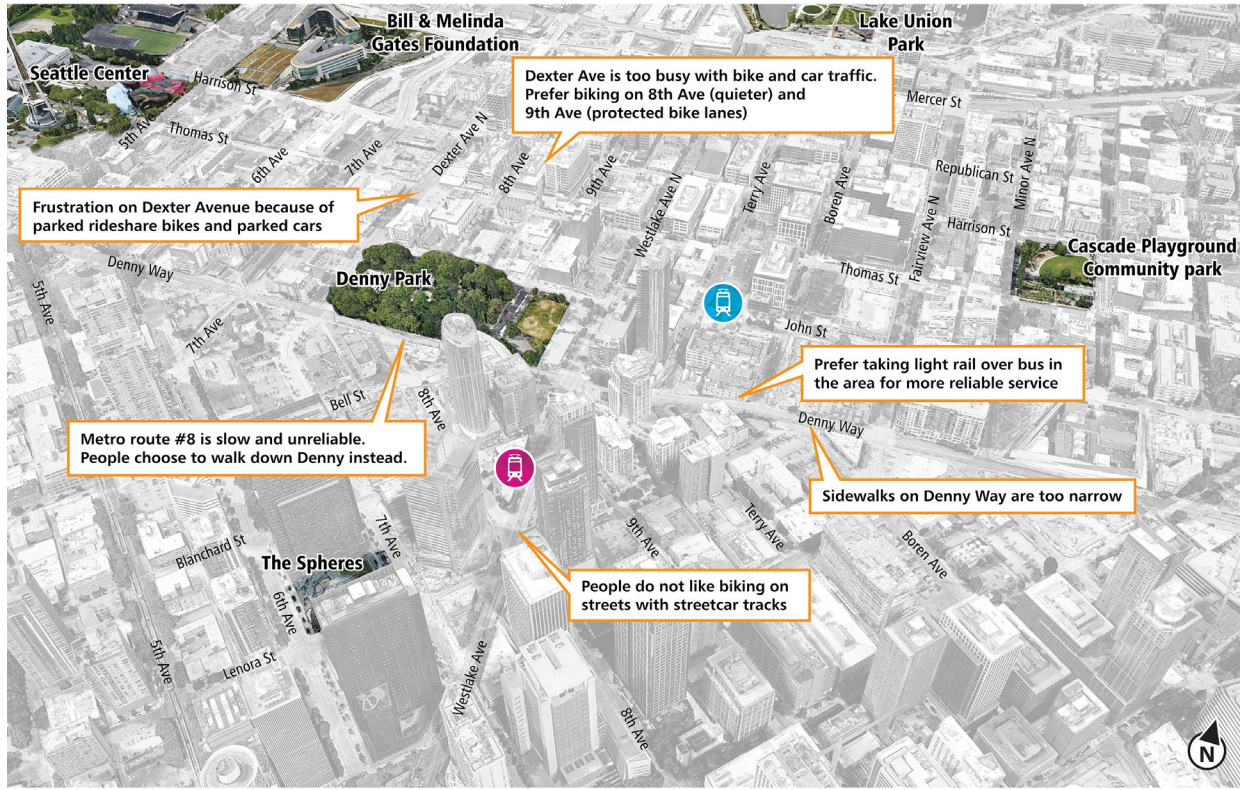 Bill & Melinda
Gates Foundation
Lake Union
Park
Seattle Center
Harrison St
Dexter Ave is too busy with bike and car traffic.
Prefer biking on 8th Ave (quieter) and
9th Ave (protected bike lanes)
Mercer St
5th Ave
Thomas St
6th Ave
7th Ave
Dexter Ave N
8th Ave
9th Ave
Westlake Ave N
Terry Ave
Boren Ave
Republican St
Minor Ave N
Fairview Ave N
Harrison St
Frustration on Dexter Avenue because of
parked rideshare bikes and parked cars
Cascade Playground
Community park
Denny Way
Denny Park
Thomas St
5th Ave
7th Ave
John St
Prefer taking light rail over bus in
the area for more reliable service
Bell St
8th Ave
Denny Way
Metro route #8 is slow and unreliable.
People choose to walk down Denny instead.
Sidewalks on Denny Way are too narrow
7th Ave
9th Ave
Terry Ave
Boren Ave
Blanchard St
The Spheres
6th Ave
People do not like biking on
streets with streetcar tracks
5th Ave
Lenora St
Westlake Ave
8th Ave
N